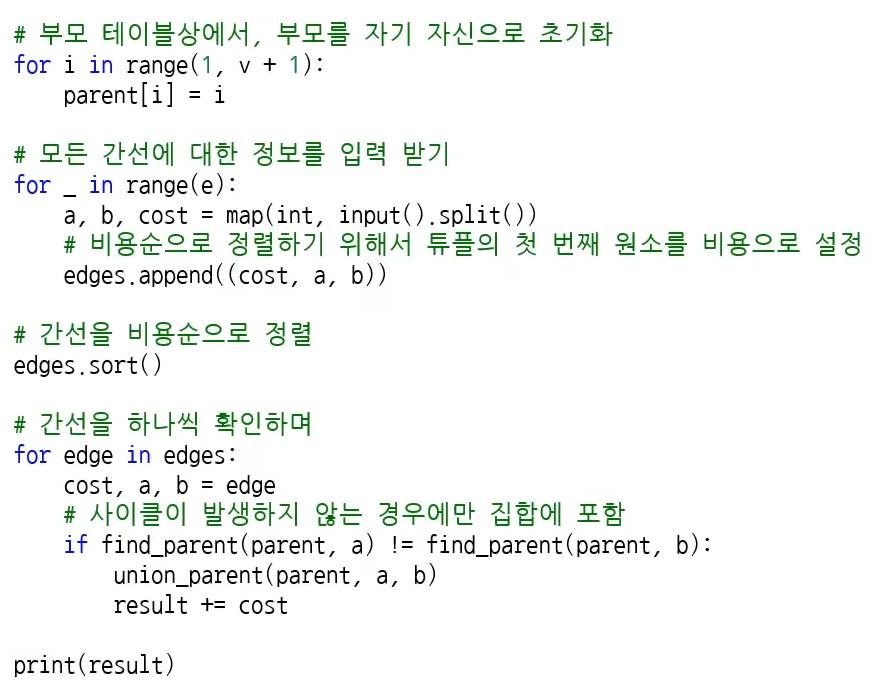 # 부모 테이블상에서, 부모를 자기 자신으로 초기화
for i in range(1, v + 1):
    parent[i] = i

# 모든 간선에 대한 정보를 입력 받기
for _ in range(e):
    a, b, cost = map(int, input().split())
    # 비용순으로 정렬하기 위해서 튜플의 첫 번째 원소를 비용으로 설정
    edges.append((cost, a, b))

# 간선을 비용순으로 정렬
edges.sort()

# 간선을 하나씩 확인하며
for edge in edges:
    cost, a, b = edge
    # 사이클이 발생하지 않는 경우에만 집합에 포함
    if find_parent(parent, a) != find_parent(parent, b):
        union_parent(parent, a, b)
        result += cost

print(result)